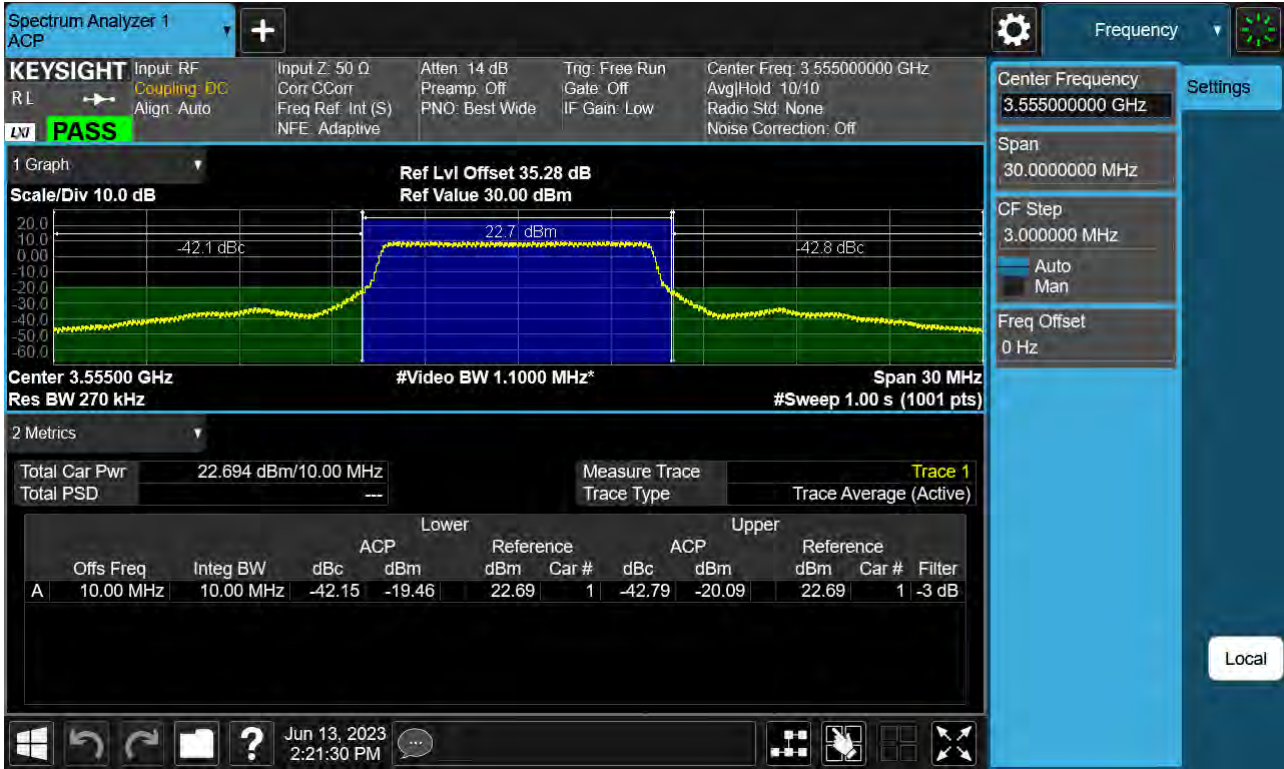 Spectrum Analyzer 1
ACP
Frequency
KEYSIGHT
RL
LXI
PASS
Input: RF
Coupling: DC
Align: Auto
Input Z: 50 Ω
Corr CCorr
Freq Ref: Int (S)
NFE: Adaptive
Atten: 14 dB
Preamp: Off
PNO: Best Wide
Trig: Free Run
Gate: Off
IF Gain: Low
Center Freq: 3.555000000 GHz
Avg|Hold: 10/10
Radio Std: None
Noise Correction: Off
1 Graph
Scale/Div 10.0 dB
Ref Lvl Offset 35.28 dB
Ref Value 30.00 dBm
20.0
10.0
0.00
-10.0
-20.0
-30.0
-40.0
-50.0
-60.0
-42.1 dBc
22.7 dBm
-42.8 dBc
Center 3.55500 GHz
#Video BW 1.1000 MHz*
Span 30 MHz
Res BW 270 kHz
#Sweep 1.00 s (1001 pts)
2 Metrics
Total Car Pwr 22.694 dBm/10.00 MHz
Total PSD ---
Measure Trace Trace 1
Trace Type Trace Average (Active)
Lower Upper
ACP Reference ACP Reference
Offs Freq Integ BW dBc dBm dBm Car # dBc dBm dBm Car # Filter
A 10.00 MHz 10.00 MHz -42.15 -19.46 22.69 1 -42.79 -20.09 22.69 1 -3 dB
Jun 13, 2023
2:21:30 PM
Center Frequency
3.555000000 GHz
Settings
Span
30.0000000 MHz
CF Step
3.000000 MHz
Auto
Man
Freq Offset
0 Hz
Local